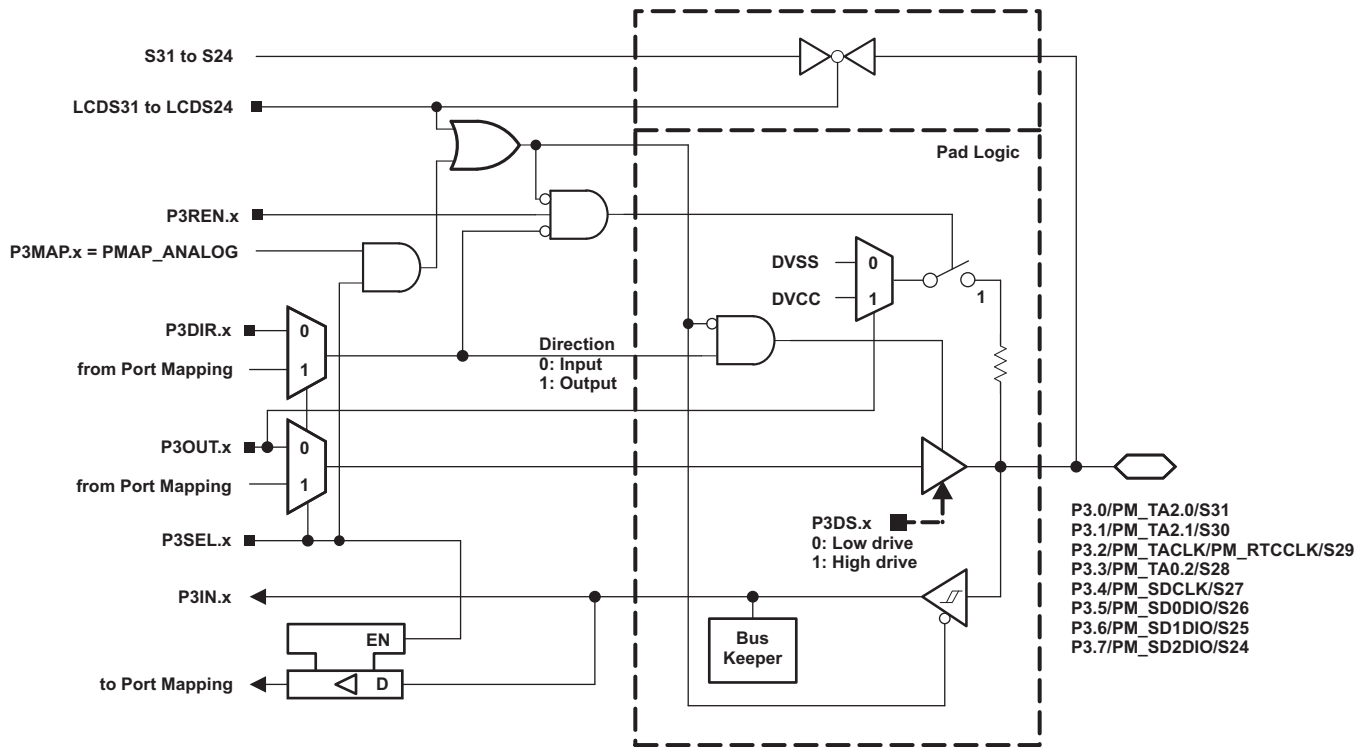 S31 to S24
LCDS31 to LCDS24
Pad Logic
P3REN.x
P3MAP.x = PMAP_ANALOG
DVSS
0
DVCC
1
1
P3DIR.x
0
Direction
0: Input
1: Output
from Port Mapping
1
P3OUT.x
0
from Port Mapping
1
P3DS.x
0: Low drive
1: High drive
P3SEL.x
P3IN.x
EN
Bus
Keeper
to Port Mapping
D
P3.0/PM_TA2.0/S31
P3.1/PM_TA2.1/S30
P3.2/PM_TACLK/PM_RTCCLK/S29
P3.3/PM_TA0.2/S28
P3.4/PM_SDCLK/S27
P3.5/PM_SD0DIO/S26
P3.6/PM_SD1DIO/S25
P3.7/PM_SD2DIO/S24